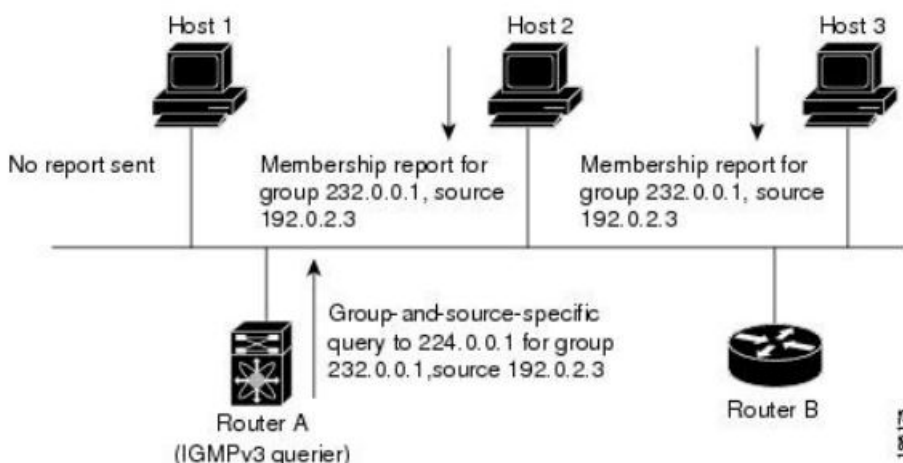 Host 1
Host 2
Host 3
No report sent
Membership report for
group 232.0.0.1, source
192.0.2.3
Membership report for
group 232.0.0.1, source
192.0.2.3
Group-and-source-specific
query to 224.0.0.1 for group
232.0.0.1,source 192.0.2.3
Router A
(IGMPv3 querier)
Router B